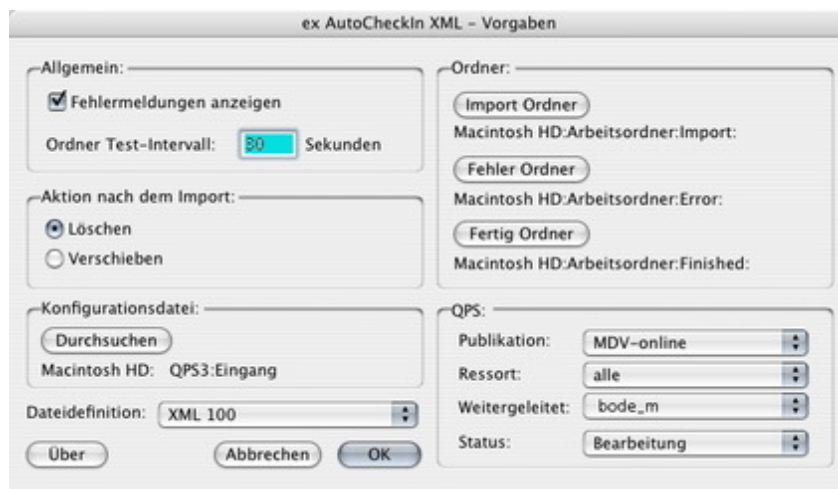 ex AutoCheckIn XML - Vorgaben
Allgemein:
Fehlermeldungen anzeigen
Ordner Test-Intervall: 30 Sekunden
Aktion nach dem Import:
Löschen
Verschieben
Konfigurationsdatei:
Durchsuchen
Macintosh HD: QPS3:Eingang
Dateidefinition: XML 100
Über Abbrechen OK
Ordner:
Import Ordner
Macintosh HD:Arbeitsordner:Import:
Fehler Ordner
Macintosh HD:Arbeitsordner:Error:
Fertig Ordner
Macintosh HD:Arbeitsordner:Finished:
QPS:
Publikation: MDV-online
Ressort: alle
Weitergeleitet: bode_m
Status: Bearbeitung